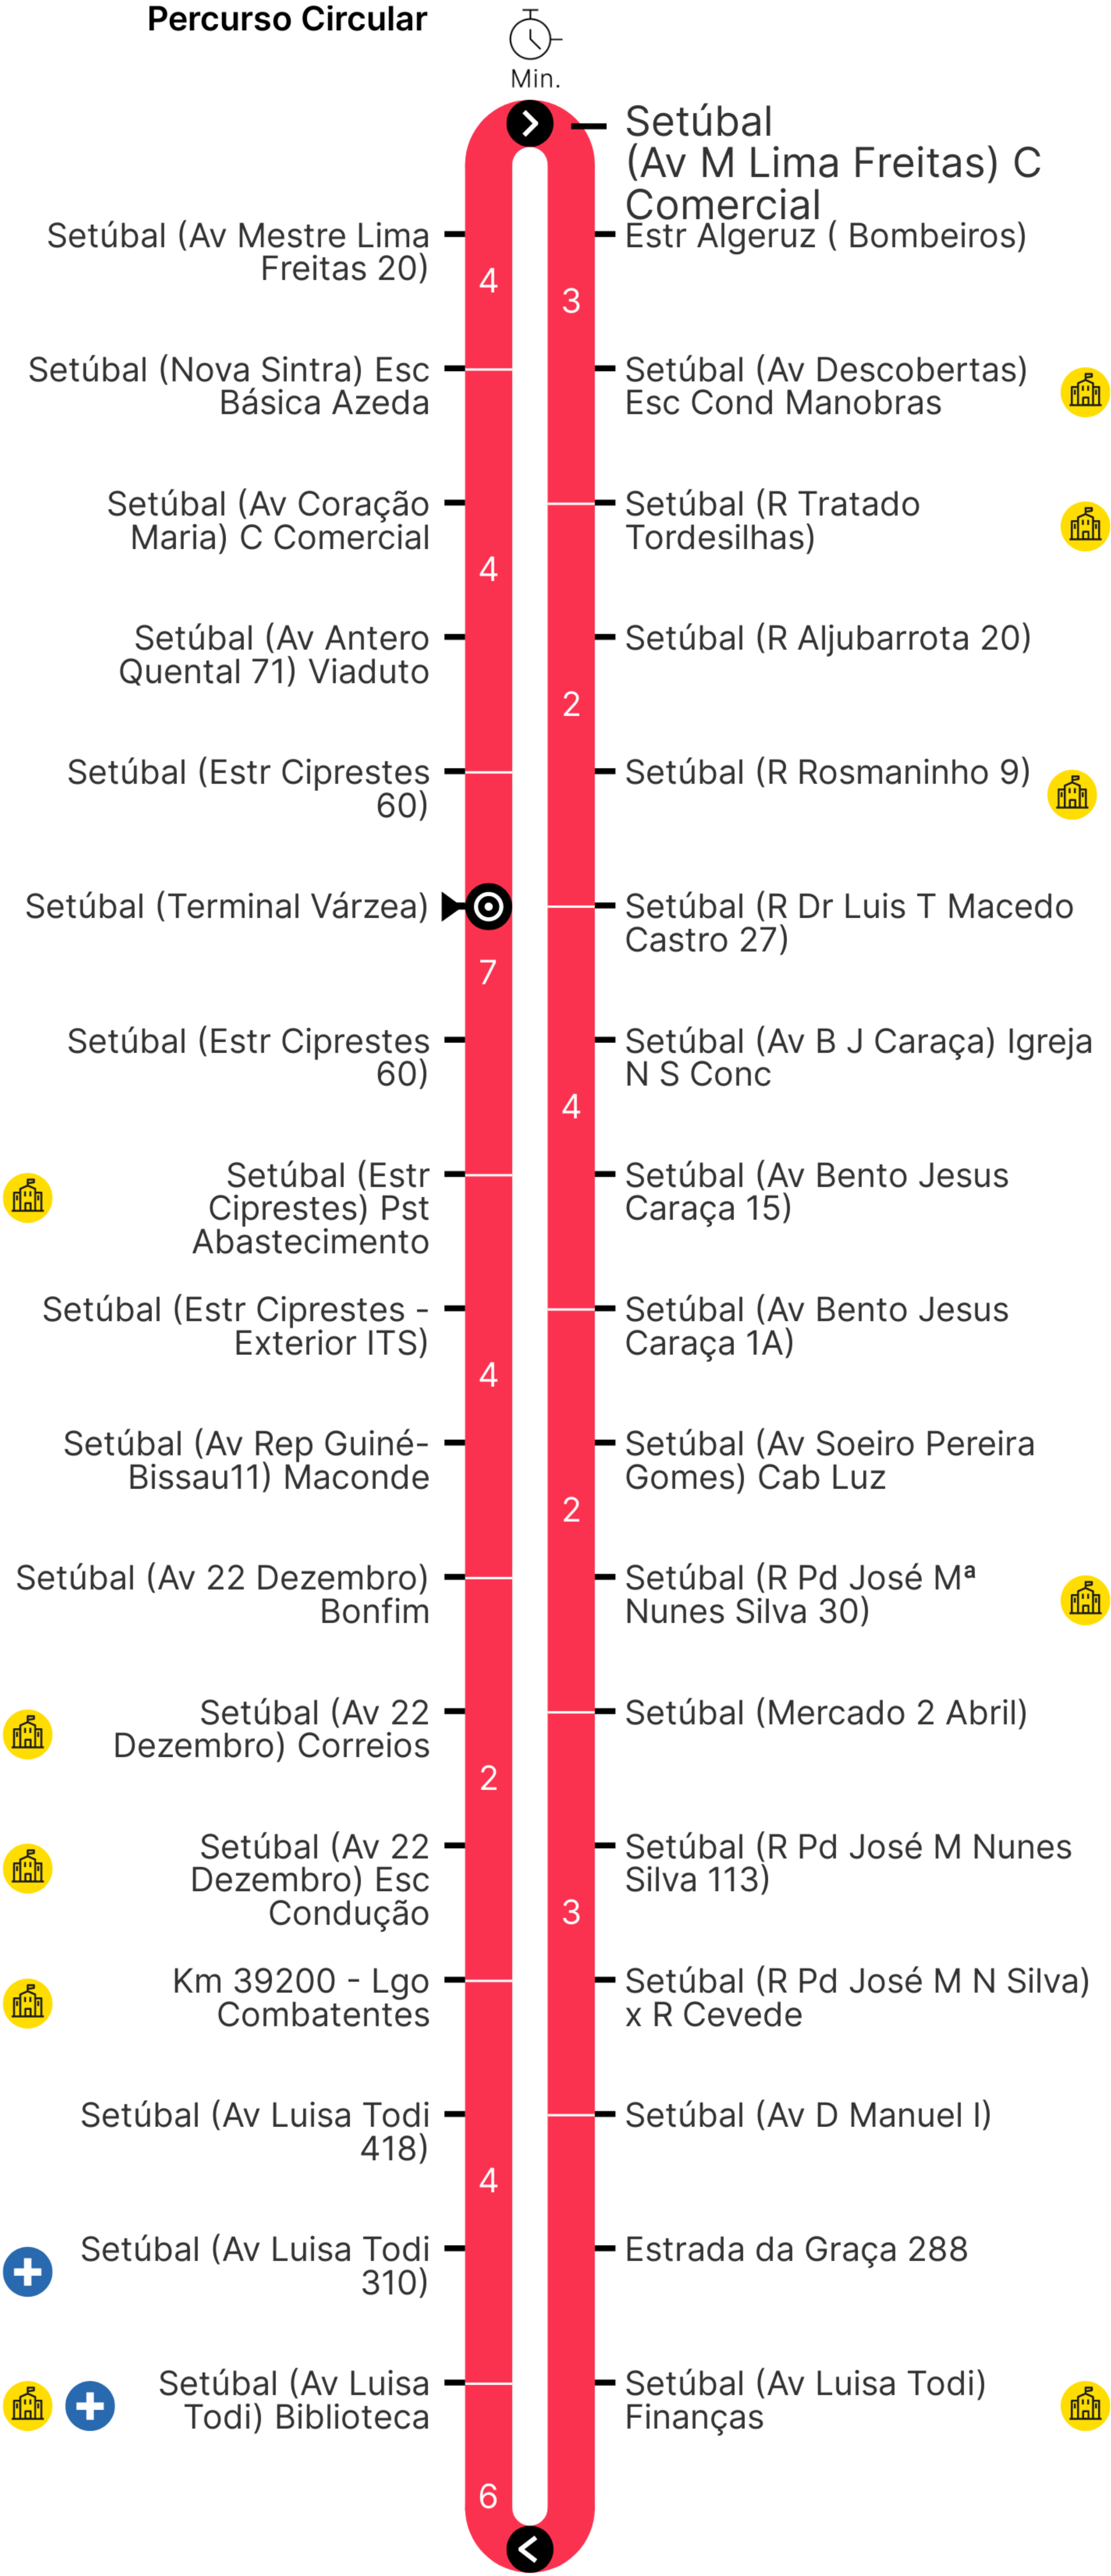 Percurso Circular
Min.
Setúbal
(Av M Lima Freitas) C
Comercial
Estr Algeruz ( Bombeiros)
3
Setúbal (Av Descobertas)
Esc Cond Manobras
Setúbal (R Tratado
Tordesilhas)
Setúbal (R Aljubarrota 20)
2
Setúbal (R Rosmaninho 9)
Setúbal (R Dr Luis T Macedo
Castro 27)
Setúbal (Av B J Caraça) Igreja
N S Conc
4
Setúbal (Av Bento Jesus
Caraça 15)
Setúbal (Av Bento Jesus
Caraça 1A)
Setúbal (Av Soeiro Pereira
Gomes) Cab Luz
2
Setúbal (R Pd José Mª
Nunes Silva 30)
Setúbal (Mercado 2 Abril)
Setúbal (R Pd José M Nunes
Silva 113)
3
Setúbal (R Pd José M N Silva)
x R Cevede
Setúbal (Av D Manuel I)
Estrada da Graça 288
Setúbal (Av Luisa Todi)
Finanças
Setúbal (Av Mestre Lima
Freitas 20)
4
Setúbal (Nova Sintra) Esc
Básica Azeda
Setúbal (Av Coração
Maria) C Comercial
4
Setúbal (Av Antero
Quental 71) Viaduto
Setúbal (Estr Ciprestes
60)
Setúbal (Terminal Várzea)
7
Setúbal (Estr Ciprestes
60)
Setúbal (Estr
Ciprestes) Pst
Abastecimento
Setúbal (Estr Ciprestes -
Exterior ITS)
4
Setúbal (Av Rep Guiné-
Bissau11) Maconde
Setúbal (Av 22 Dezembro)
Bonfim
Setúbal (Av 22
Dezembro) Correios
2
Setúbal (Av 22
Dezembro) Esc
Condução
Km 39200 - Lgo
Combatentes
Setúbal (Av Luisa Todi
418)
4
Setúbal (Av Luisa Todi
310)
Setúbal (Av Luisa
Todi) Biblioteca
6